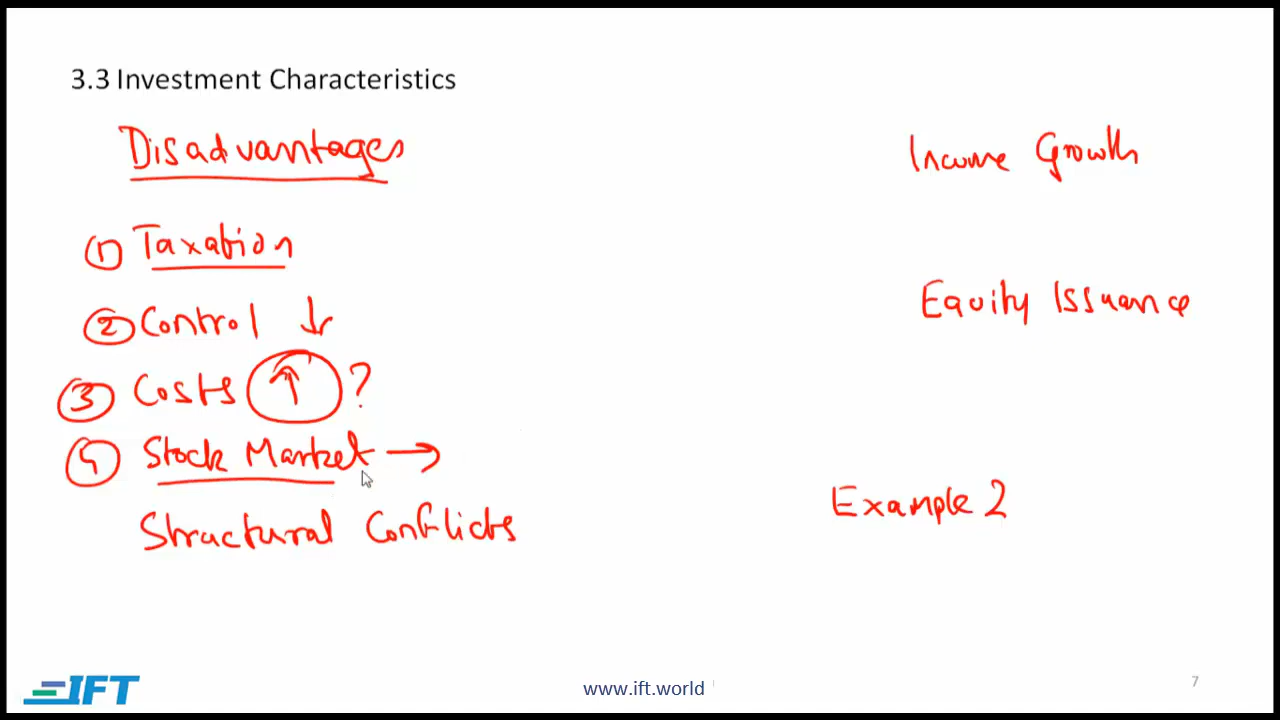 3.3 Investment Characteristics
Disadvantages
① Taxation
② Control ↓
③ Costs ↑ ?
④ Stock Market →
Structural Conflicts
Income Growth
Equity Issuance
Example 2
IFT
www.ift.world
7